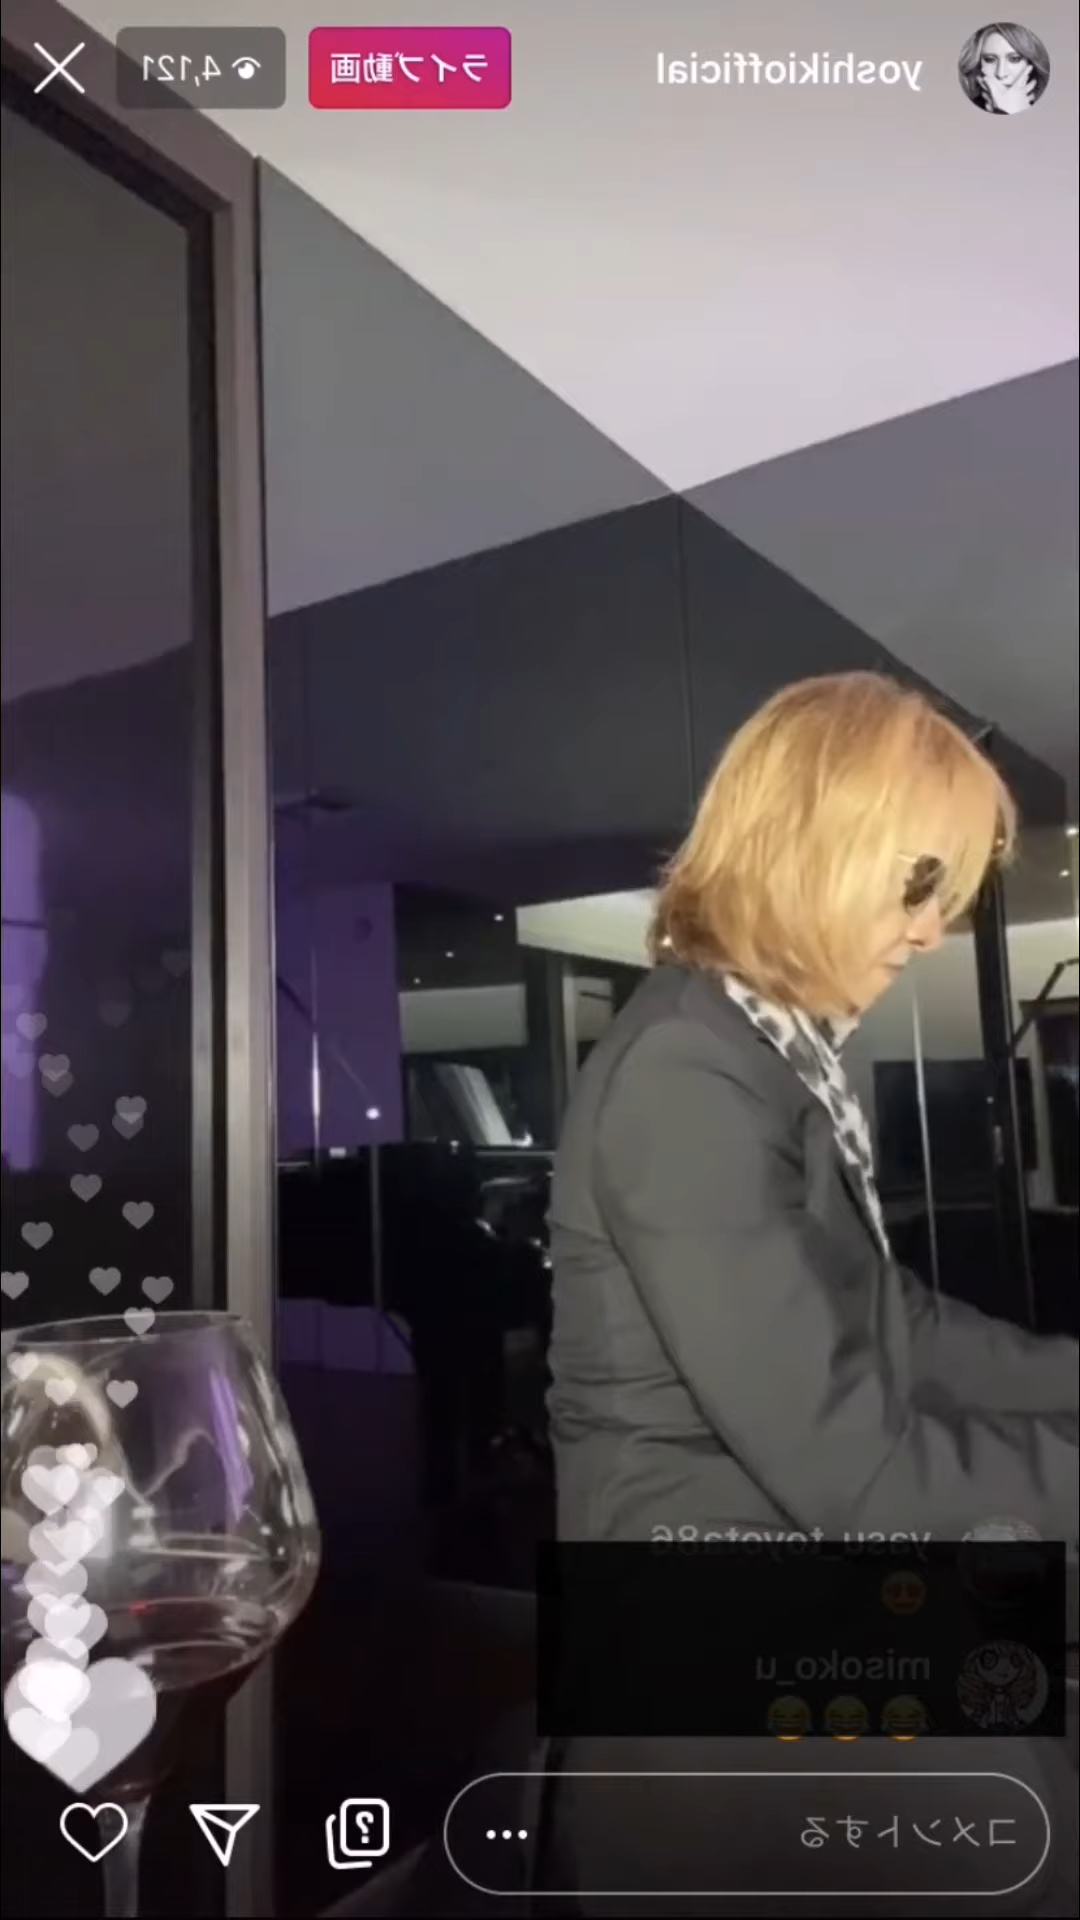 yoshikiofficial
ライブ動画
4,121
yasu_toyota86
😍
misoko_u
😂😂😂
コメントする